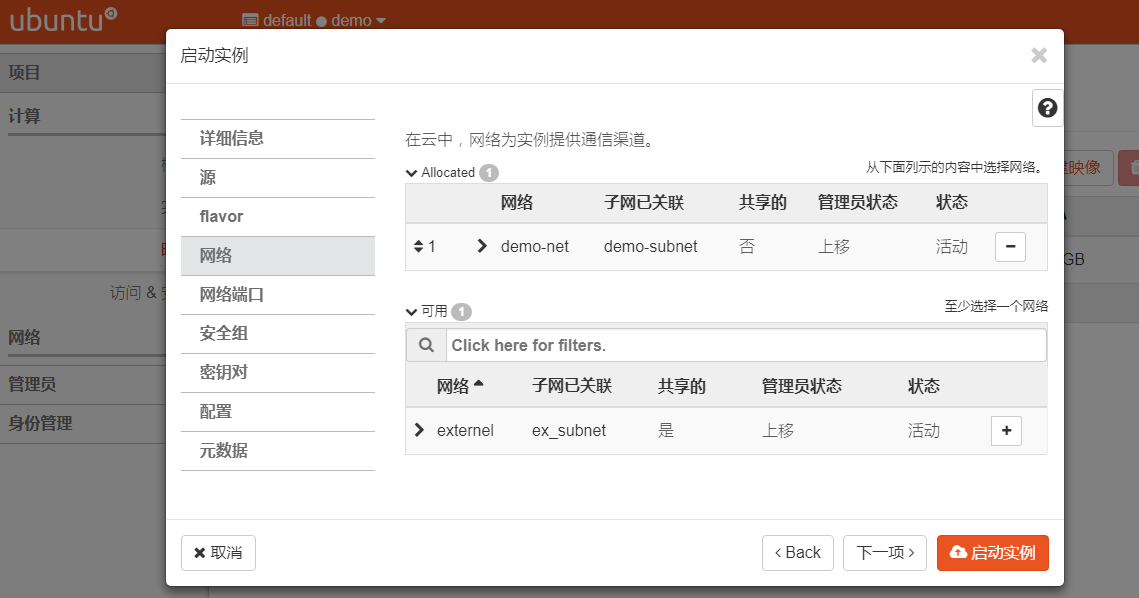 ubuntu
default demo
启动实例
项目
计算
详细信息
在云中，网络为实例提供通信渠道。
Allocated 1
从下面列示的内容中选择网络。
映像
源
网络 子网已关联 共享的 管理员状态 状态
flavor
1 demo-net demo-subnet 否 上移 活动
网络
GB
访问 &
网络端口
可用 1
至少选择一个网络
安全组
网络
Click here for filters.
密钥对
管理员
网络 子网已关联 共享的 管理员状态 状态
配置
身份管理
externel ex_subnet 是 上移 活动
元数据
取消
Back
下一项
启动实例